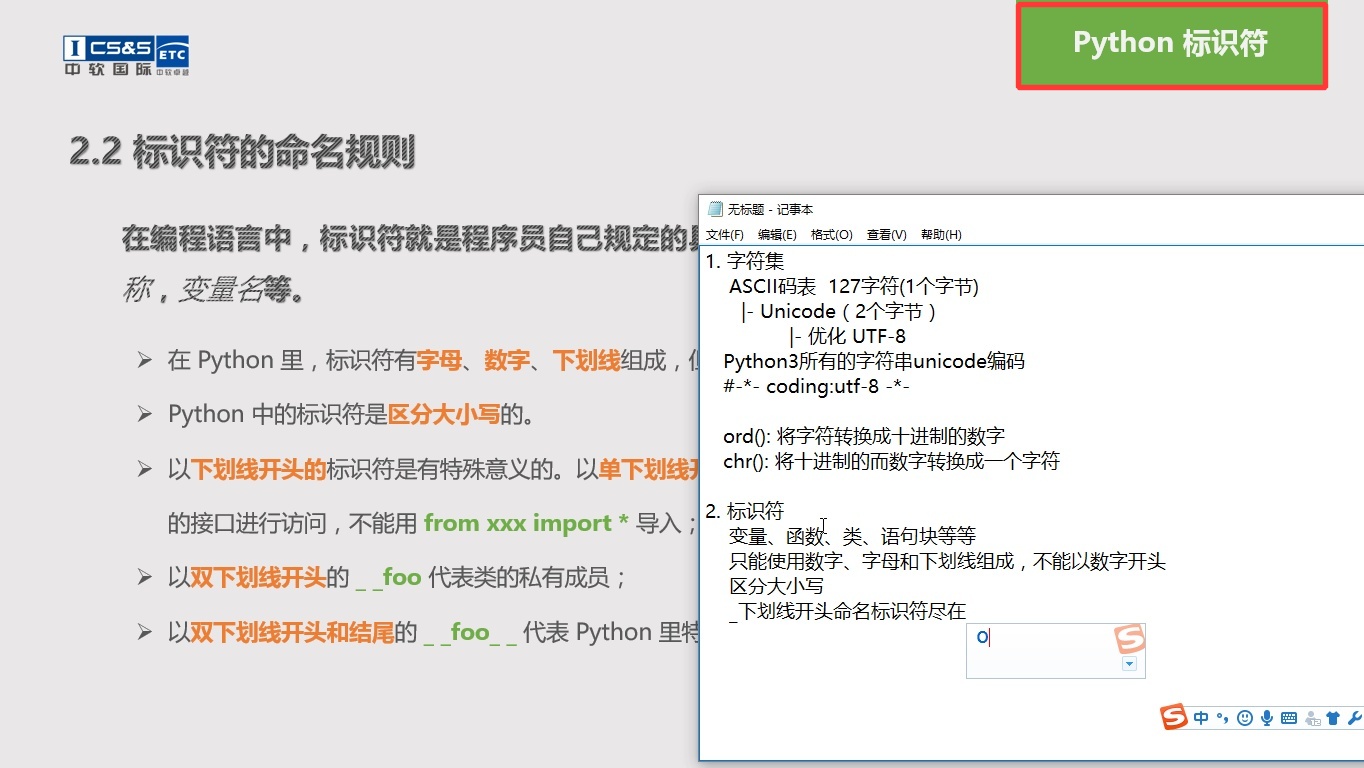 I CS&S ETC
中软国际 中软卓越
Python 标识符
2.2 标识符的命名规则
在编程语言中，标识符就是程序员自己规定的
称，变量名等。
➢ 在 Python 里，标识符有字母、数字、下划线组成，
➢ Python 中的标识符是区分大小写的。
➢ 以下划线开头的标识符是有特殊意义的。以单下划线
的接口进行访问，不能用 from xxx import * 导入；
➢ 以双下划线开头的 _ _foo 代表类的私有成员；
➢ 以双下划线开头和结尾的 _ _foo_ _ 代表 Python 里
无标题 - 记事本
文件(F) 编辑(E) 格式(O) 查看(V) 帮助(H)
1. 字符集
ASCII码表 127字符(1个字节)
|- Unicode（2个字节）
|- 优化 UTF-8
Python3所有的字符串unicode编码
#-*- coding:utf-8 -*-
ord(): 将字符转换成十进制的数字
chr(): 将十进制的而数字转换成一个字符
2. 标识符
变量、函数、类、语句块等等
只能使用数字、字母和下划线组成，不能以数字开头
区分大小写
_下划线开头命名标识符尽在
o
S
S 中